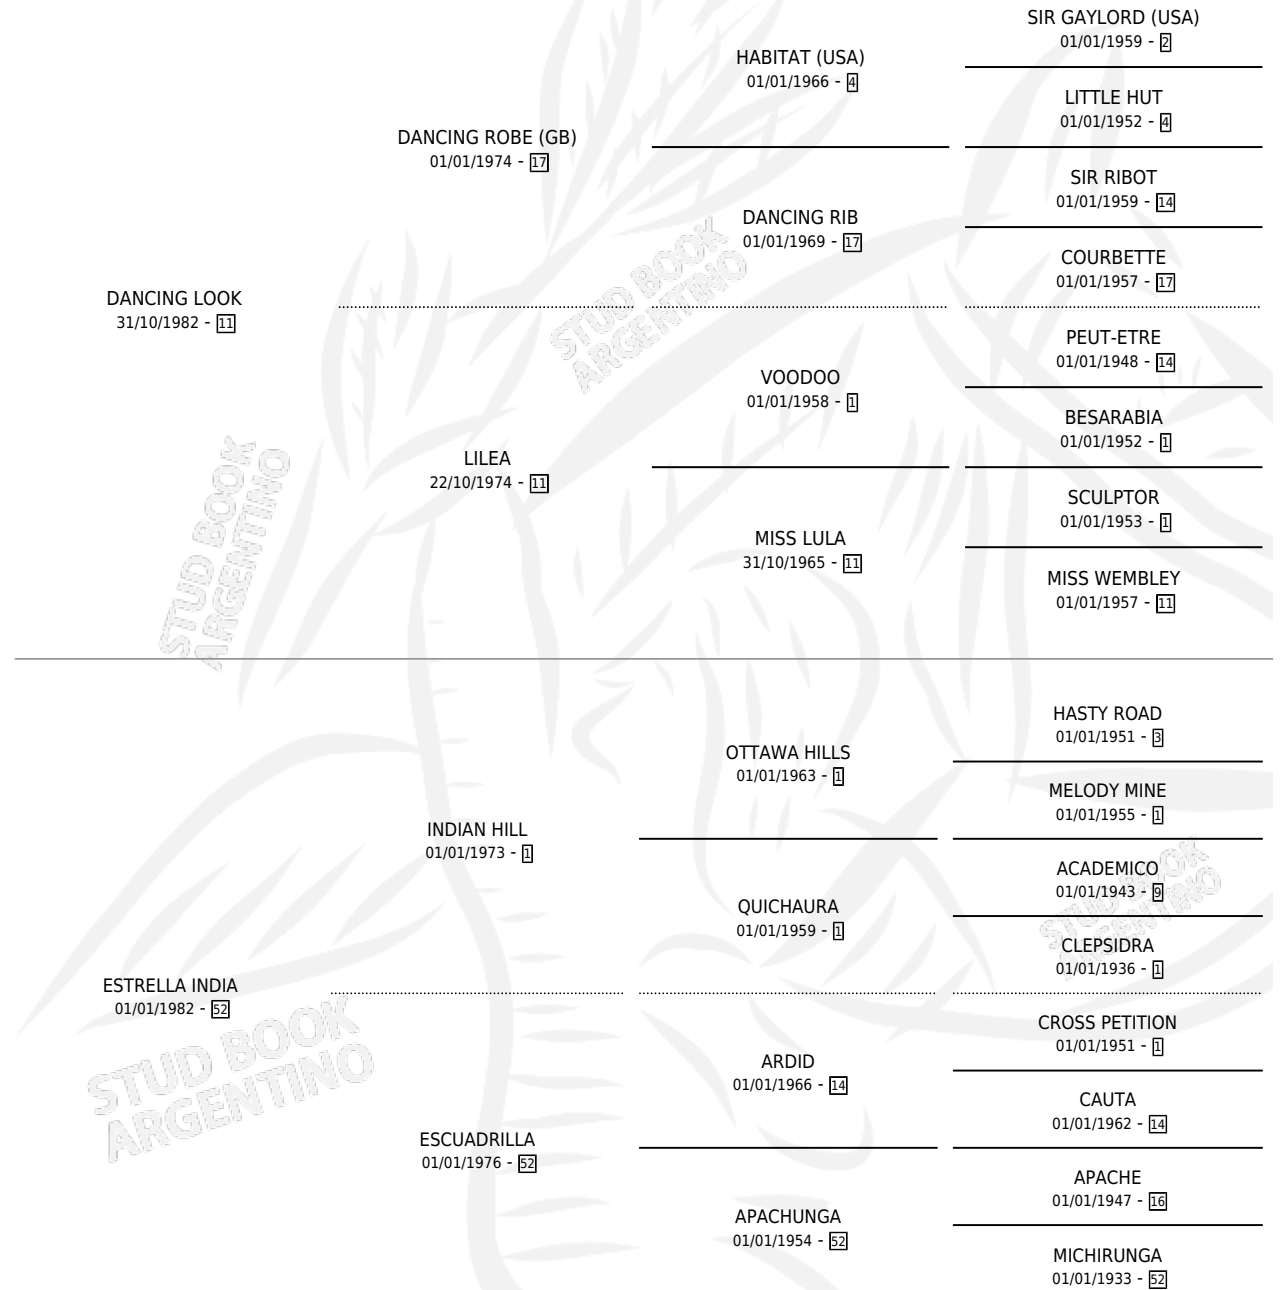 SIR GAYLORD (USA)
01/01/1959 - 2
HABITAT (USA)
01/01/1966 - 4
LITTLE HUT
01/01/1952 - 4
DANCING ROBE (GB)
01/01/1974 - 17
SIR RIBOT
01/01/1959 - 14
DANCING RIB
01/01/1969 - 17
COURBETTE
01/01/1957 - 17
DANCING LOOK
31/10/1982 - 11
PEUT-ETRE
01/01/1948 - 14
VOODOO
01/01/1958 - 1
BESARABIA
01/01/1952 - 1
LILEA
22/10/1974 - 11
SCULPTOR
01/01/1953 - 1
MISS LULA
31/10/1965 - 11
MISS WEMBLEY
01/01/1957 - 11
HASTY ROAD
01/01/1951 - 3
OTTAWA HILLS
01/01/1963 - 1
MELODY MINE
01/01/1955 - 1
INDIAN HILL
01/01/1973 - 1
ACADEMICO
01/01/1943 - 9
QUICHAURA
01/01/1959 - 1
CLEPSIDRA
01/01/1936 - 1
ESTRELLA INDIA
01/01/1982 - 52
CROSS PETITION
01/01/1951 - 1
ARDID
01/01/1966 - 14
CAUTA
01/01/1962 - 14
ESCUADRILLA
01/01/1976 - 52
APACHE
01/01/1947 - 16
APACHUNGA
01/01/1954 - 52
MICHIRUNGA
01/01/1933 - 52
STUD BOOK
ARGENTINO
STUD BOOK
ARGENTINO
STUD BOOK
ARGENTINO
STUD BOOK
ARGENTINO